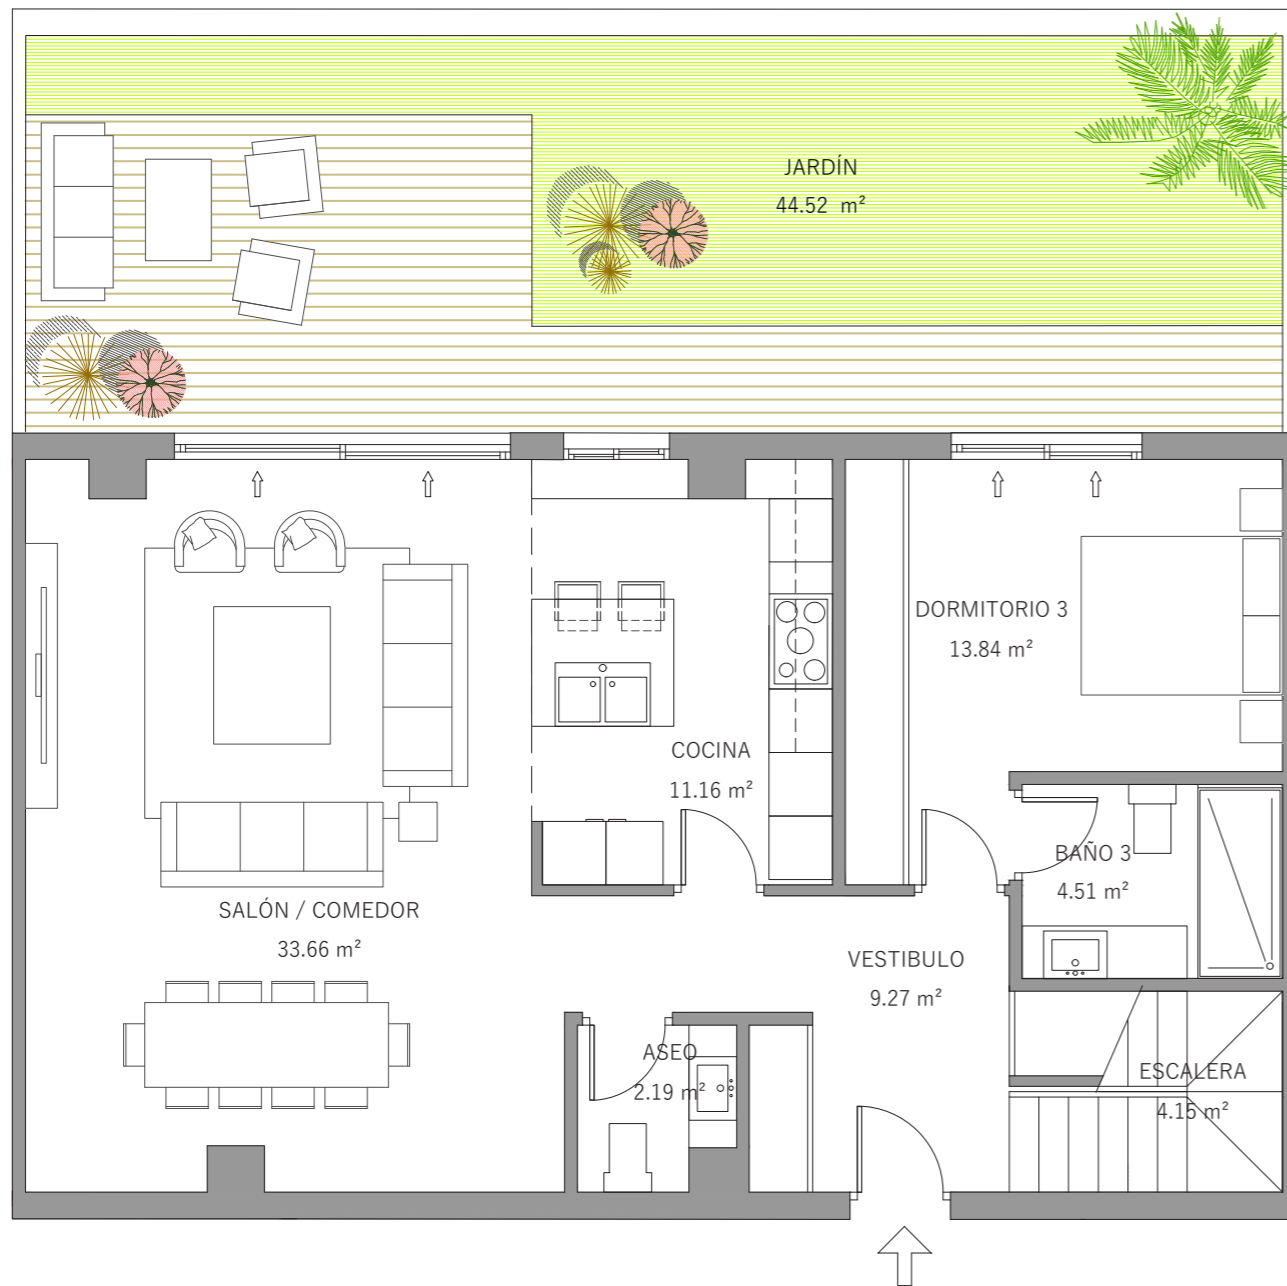 JARDÍN
44.52 m²
DORMITORIO 3
13.84 m²
COCINA
11.16 m²
BAÑO 3
4.51 m²
SALÓN / COMEDOR
33.66 m²
VESTIBULO
9.27 m²
ASEO
2.19 m²
ESCALERA
4.15 m²